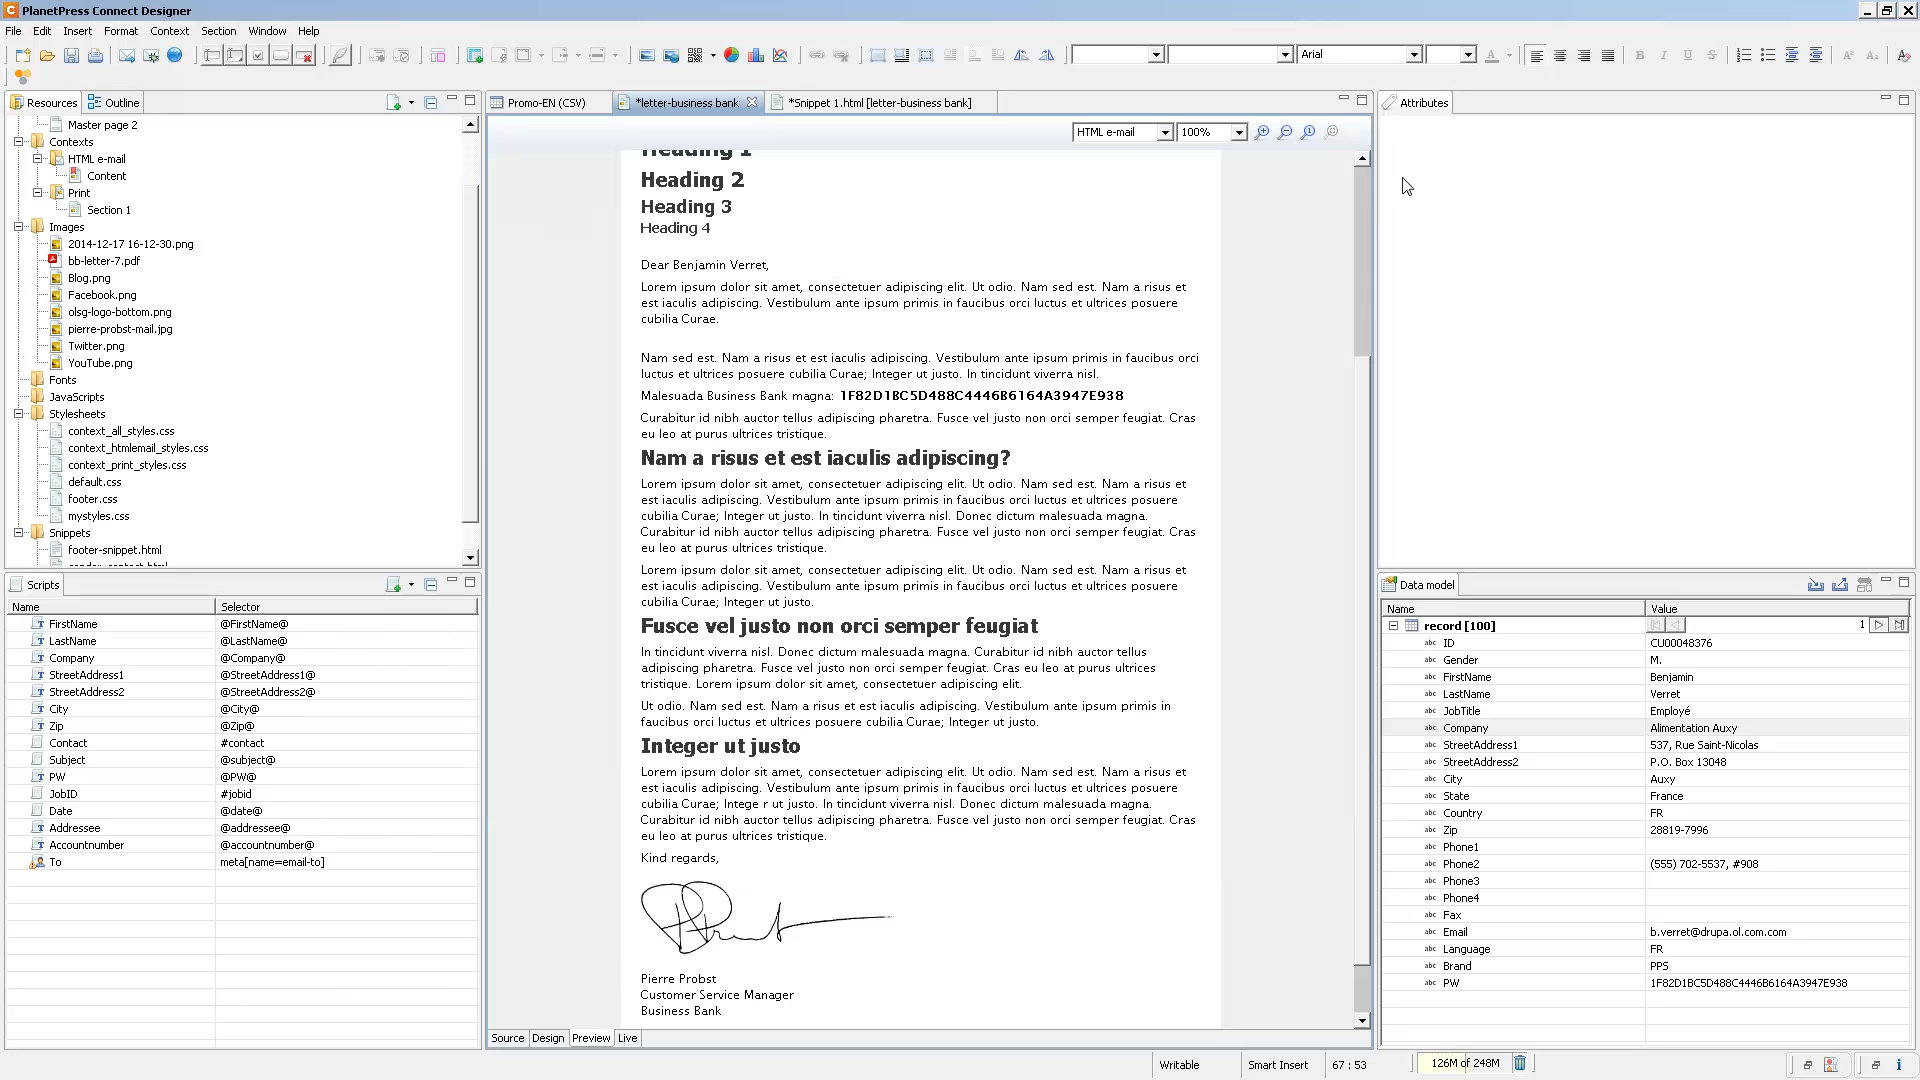 PlanetPress Connect Designer
File Edit Insert Format Context Section Window Help
Arial
Resources Outline
Master page 2
Contexts
HTML e-mail
Content
Print
Section 1
Images
2014-12-17 16-12-30.png
bb-letter-7.pdf
Blog.png
Facebook.png
olsg-logo-bottom.png
pierre-probst-mail.jpg
Twitter.png
YouTube.png
Fonts
JavaScripts
Stylesheets
context_all_styles.css
context_htmlemail_styles.css
context_print_styles.css
default.css
footer.css
mystyles.css
Snippets
footer-snippet.html
Scripts
Name Selector
FirstName @FirstName@
LastName @LastName@
Company @Company@
StreetAddress1 @StreetAddress1@
StreetAddress2 @StreetAddress2@
City @City@
Zip @Zip@
Contact #contact
Subject @subject@
PW @PW@
JobID #jobid
Date @date@
Addressee @addressee@
Accountnumber @accountnumber@
To meta[name=email-to]
Promo-EN (CSV) *letter-business bank *Snippet 1.html [letter-business bank]
HTML e-mail 100%
Heading 1
Heading 2
Heading 3
Heading 4
Dear Benjamin Verret,
Lorem ipsum dolor sit amet, consectetuer adipiscing elit. Ut odio. Nam sed est. Nam a risus et
est iaculis adipiscing. Vestibulum ante ipsum primis in faucibus orci luctus et ultrices posuere
cubilia Curae.
Nam sed est. Nam a risus et est iaculis adipiscing. Vestibulum ante ipsum primis in faucibus orci
luctus et ultrices posuere cubilia Curae; Integer ut justo. In tincidunt viverra nisl.
Malesuada Business Bank magna: 1F82D1BC5D488C4446B6164A3947E938
Curabitur id nibh auctor tellus adipiscing pharetra. Fusce vel justo non orci semper feugiat. Cras
eu leo at purus ultrices tristique.
Nam a risus et est iaculis adipiscing?
Lorem ipsum dolor sit amet, consectetuer adipiscing elit. Ut odio. Nam sed est. Nam a risus et
est iaculis adipiscing. Vestibulum ante ipsum primis in faucibus orci luctus et ultrices posuere
cubilia Curae; Integer ut justo. In tincidunt viverra nisl. Donec dictum malesuada magna.
Curabitur id nibh auctor tellus adipiscing pharetra. Fusce vel justo non orci semper feugiat. Cras
eu leo at purus ultrices tristique.
Lorem ipsum dolor sit amet, consectetuer adipiscing elit. Ut odio. Nam sed est. Nam a risus et
est iaculis adipiscing. Vestibulum ante ipsum primis in faucibus orci luctus et ultrices posuere
cubilia Curae; Integer ut justo.
Fusce vel justo non orci semper feugiat
In tincidunt viverra nisl. Donec dictum malesuada magna. Curabitur id nibh auctor tellus
adipiscing pharetra. Fusce vel justo non orci semper feugiat. Cras eu leo at purus ultrices
tristique. Lorem ipsum dolor sit amet, consectetuer adipiscing elit.
Ut odio. Nam sed est. Nam a risus et est iaculis adipiscing. Vestibulum ante ipsum primis in
faucibus orci luctus et ultrices posuere cubilia Curae; Integer ut justo.
Integer ut justo
Lorem ipsum dolor sit amet, consectetuer adipiscing elit. Ut odio. Nam sed est. Nam a risus et
est iaculis adipiscing. Vestibulum ante ipsum primis in faucibus orci luctus et ultrices posuere
cubilia Curae; Intege r ut justo. In tincidunt viverra nisl. Donec dictum malesuada magna.
Curabitur id nibh auctor tellus adipiscing pharetra. Fusce vel justo non orci semper feugiat. Cras
eu leo at purus ultrices tristique.
Kind regards,
Pierre Probst
Customer Service Manager
Business Bank
Source Design Preview Live
Attributes
Data model
Name Value
record [100] 1
ID CU00048376
Gender M.
FirstName Benjamin
LastName Verret
JobTitle Employé
Company Alimentation Auxy
StreetAddress1 537, Rue Saint-Nicolas
StreetAddress2 P.O. Box 13048
City Auxy
State France
Country FR
Zip 28819-7996
Phone1
Phone2 (555) 702-5537, #908
Phone3
Phone4
Fax
Email b.verret@drupa.ol.com.com
Language FR
Brand PPS
PW 1F82D1BC5D488C4446B6164A3947E938
Writable Smart Insert 67 : 53 126M of 248M